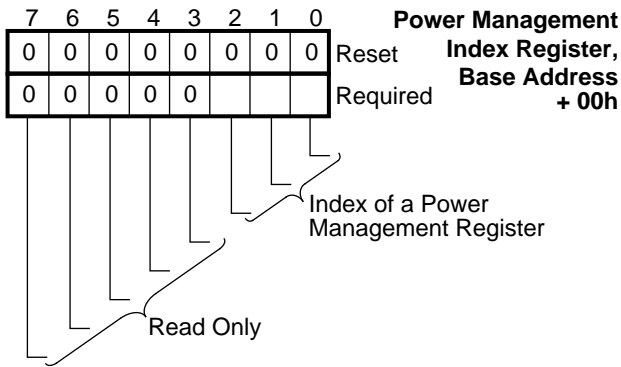 7 6 5 4 3 2 1 0
Power Management
Index Register,
Base Address
+ 00h
0 0 0 0 0 0 0 0 Reset
0 0 0 0 0 Required
Index of a Power
Management Register
Read Only